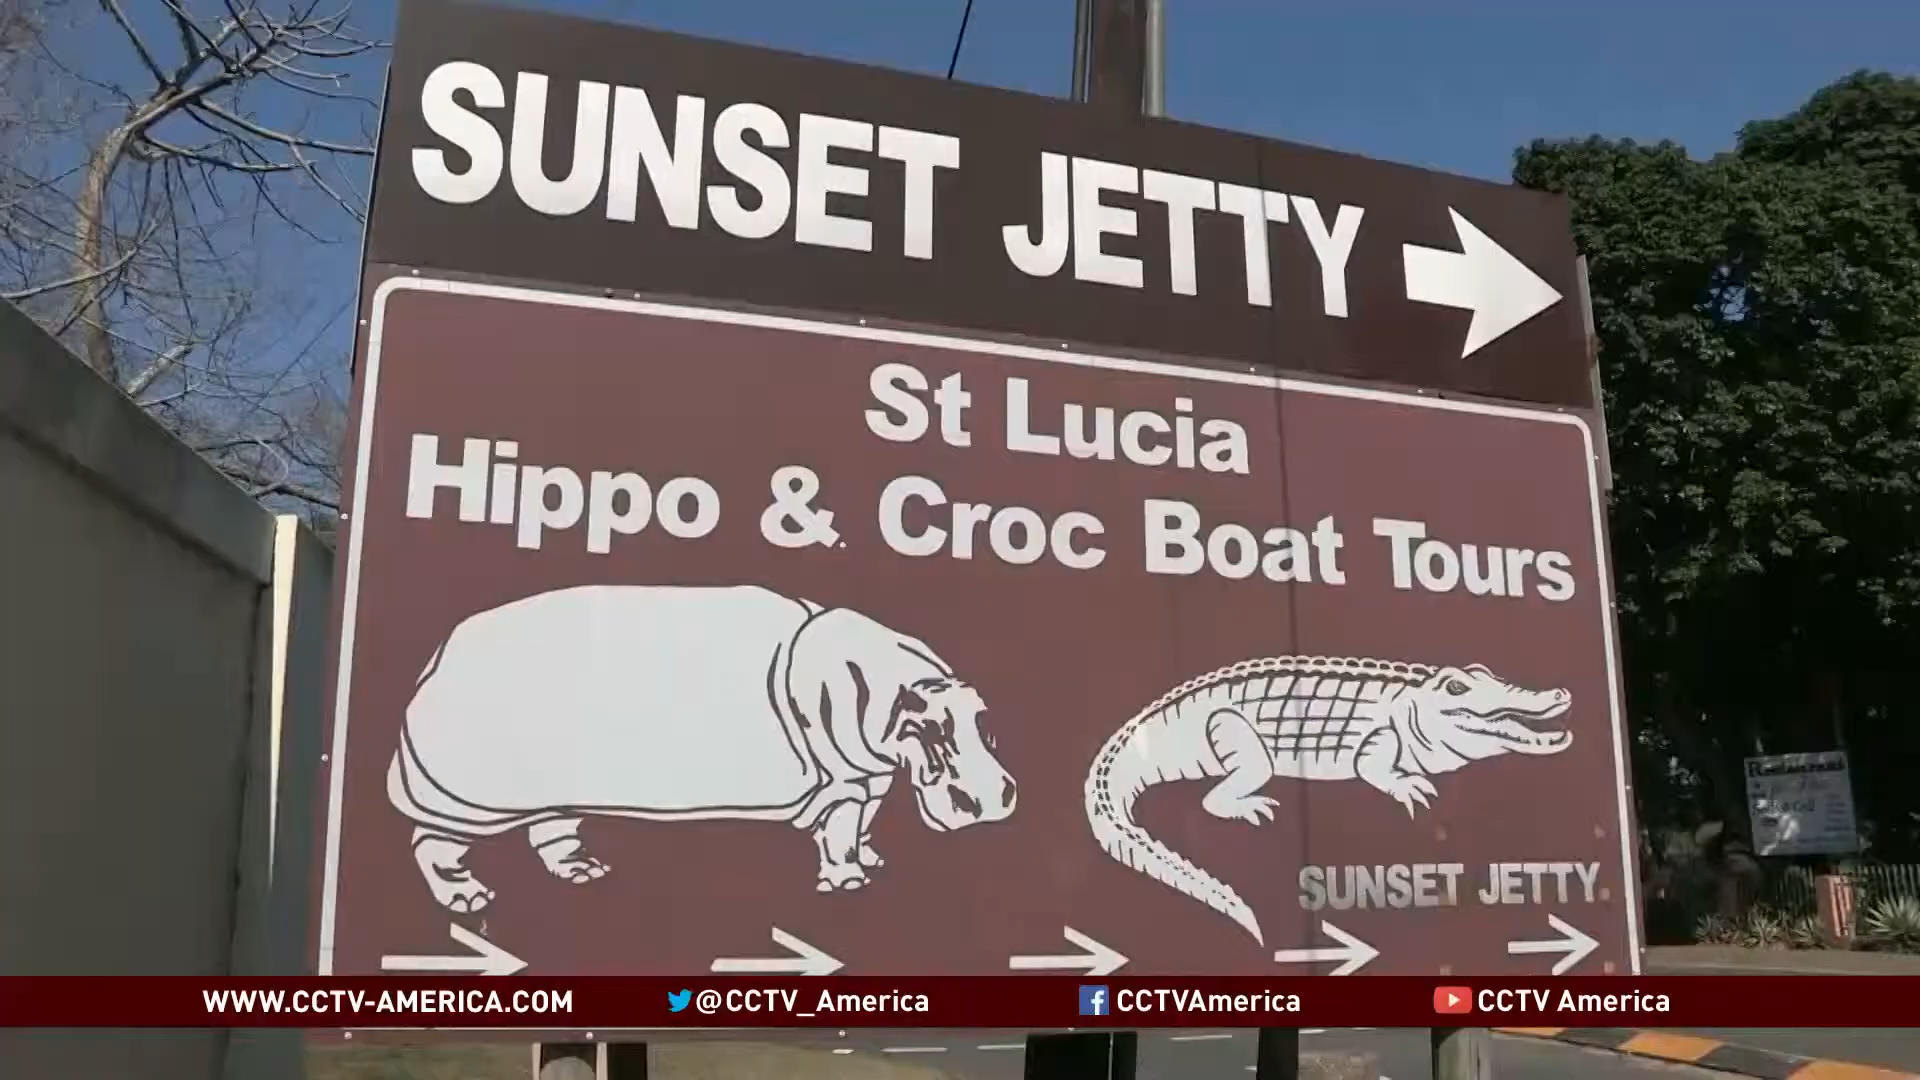 SUNSET JETTY
St Lucia
Hippo & Croc Boat Tours
SUNSET JETTY
WWW.CCTV-AMERICA.COM @CCTV_America CCTVAmerica CCTV America